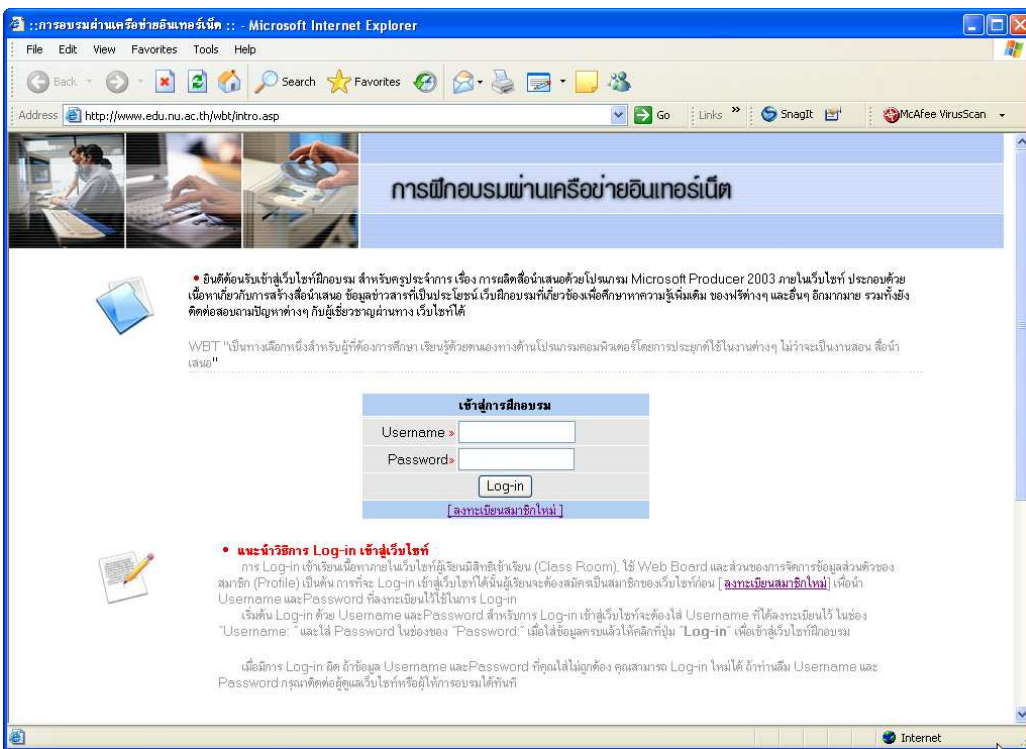 ::การอบรมผ่านเครือข่ายอินเทอร์เน็ต :: - Microsoft Internet Explorer
File Edit View Favorites Tools Help
Back Search Favorites
Address http://www.edu.nu.ac.th/wbt/intro.asp Go Links » SnagIt McAfee VirusScan
การฝึกอบรมผ่านเครือข่ายอินเทอร์เน็ต
• ยินดีต้อนรับเข้าสู่เว็บไซท์ฝึกอบรม สำหรับครูประจำการ เรื่อง การผลิตสื่อนำเสนอด้วยโปรแกรม Microsoft Producer 2003 ภายในเว็บไซท์ ประกอบด้วย
เนื้อหาเกี่ยวกับการสร้างสื่อนำเสนอ ข้อมูลข่าวสารที่เป็นประโยชน์ เว็บฝึกอบรมที่เกี่ยวข้องเพื่อศึกษาหาความรู้เพิ่มเติม ของฟรีต่างๆ และอื่นๆ อีกมากมาย รวมทั้งยัง
ติดต่อสอบถามปัญหาต่างๆ กับผู้เชี่ยวชาญผ่านทาง เว็บไซท์ได้
WBT "เป็นทางเลือกหนึ่งสำหรับผู้ที่ต้องการศึกษา เรียนรู้ด้วยตนเองทางด้านโปรแกรมคอมพิวเตอร์โดยการประยุกต์ใช้ในงานต่างๆ ไม่ว่าจะเป็นงานสอน สื่อนำ
เสนอ"
เข้าสู่การฝึกอบรม
Username »
Password»
Log-in
[ ลงทะเบียนสมาชิกใหม่ ]
• แนะนำวิธีการ Log-in เข้าสู่เว็บไซท์
การ Log-in เข้าเรียนเนื้อหาภายในเว็บไซท์ผู้เรียนมีสิทธิเข้าเรียน (Class Room), ใช้ Web Board และส่วนของการจัดการข้อมูลส่วนตัวของ
สมาชิก (Profile) เป็นต้น การที่จะ Log-in เข้าสู่เว็บไซท์ได้นั้นผู้เรียนจะต้องสมัครเป็นสมาชิกของเว็บไซท์ก่อน [ ลงทะเบียนสมาชิกใหม่] เพื่อนำ
Username และPassword ที่ลงทะเบียนไว้ใช้ในการ Log-in
เริ่มต้น Log-in ด้วย Username และPassword สำหรับการ Log-in เข้าสู่เว็บไซท์จะต้องใส่ Username ที่ได้ลงทะเบียนไว้ ในช่อง
"Username: " และใส่ Password ในช่องของ "Password:" เมื่อใส่ข้อมูลครบแล้วให้คลิกที่ปุ่ม "Log-in" เพื่อเข้าสู่เว็บไซท์ฝึกอบรม
เมื่อมีการ Log-in ผิด ถ้าข้อมูล Username และPassword ที่คุณใส่ไม่ถูกต้อง คุณสามารถ Log-in ใหม่ได้ ถ้าท่านลืม Username และ
Password กรุณาติดต่อผู้ดูแลเว็บไซท์หรือผู้ให้การอบรมได้ทันที
Internet